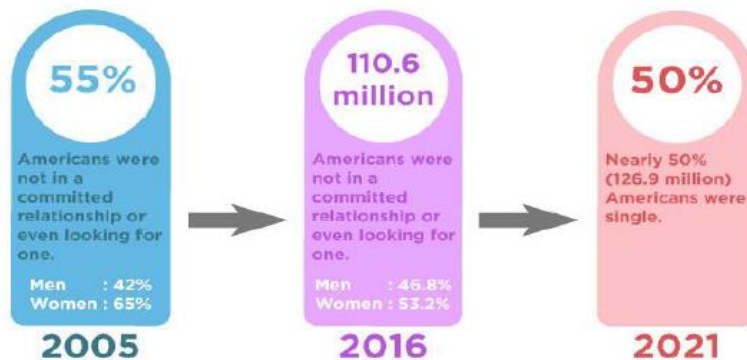 55%
Americans were
not in a
committed
relationship or
even looking for
one.
Men : 42%
Women : 65%
2005
110.6
million
Americans were
not in a
committed
relationship or
even looking for
one.
Men : 46.8%
Women : 53.2%
2016
50%
Nearly 50%
(126.9 million)
Americans were
single.
2021